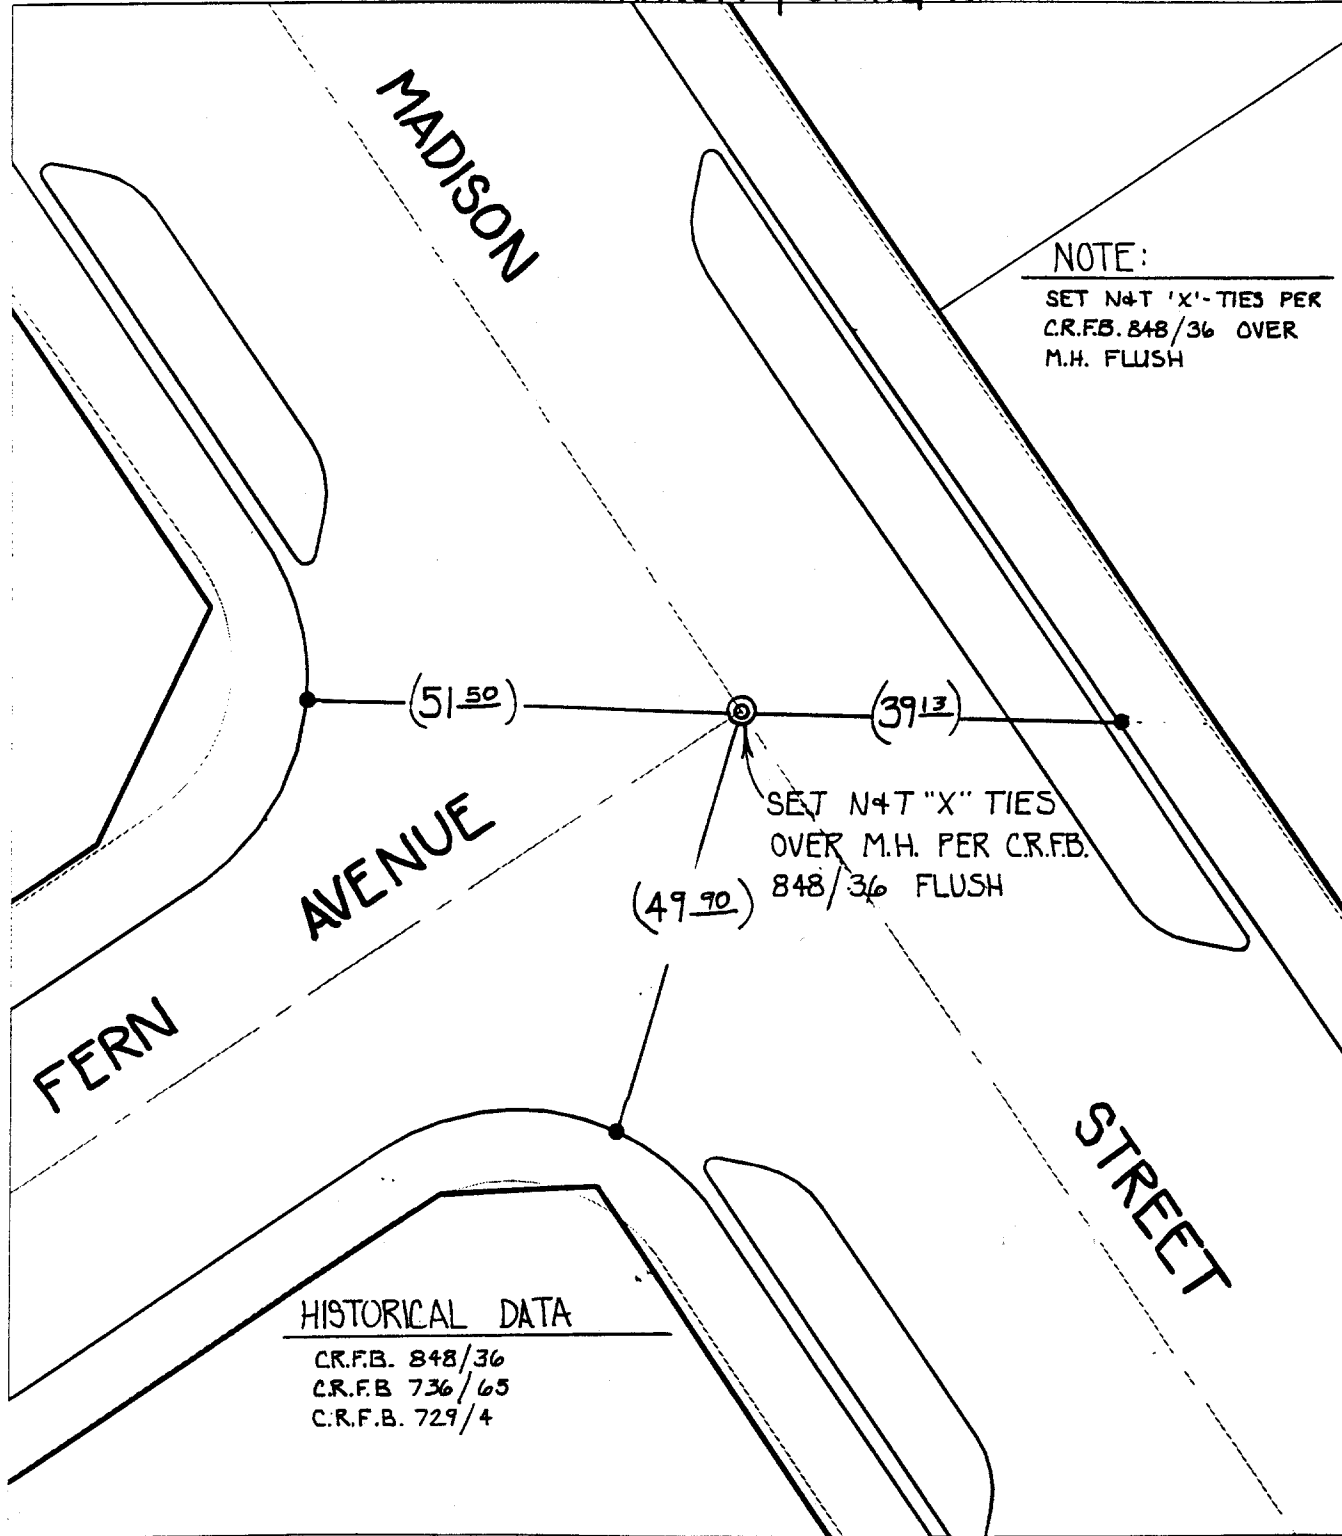 MADISON
NOTE:
SET N&T 'X'-TIES PER
C.R.F.B. 848/36 OVER
M.H. FLUSH
(51 50)
(39 13)
SET N&T "X" TIES
OVER M.H. PER C.R.F.B.
848/36 FLUSH
(49 90)
AVENUE
FERN
STREET
HISTORICAL DATA
C.R.F.B. 848/36
C.R.F.B 736/65
C.R.F.B. 729/4